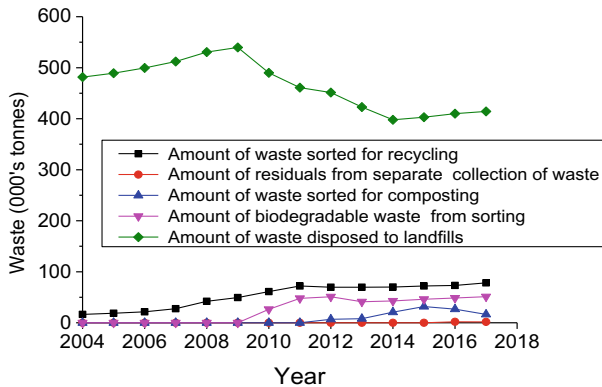 600
500
400
300
200
100
0
Waste (000's tonnes)
Amount of waste sorted for recycling
Amount of residuals from separate collection of waste
Amount of waste sorted for composting
Amount of biodegradable waste from sorting
Amount of waste disposed to landfills
2004 2006 2008 2010 2012 2014 2016 2018
Year